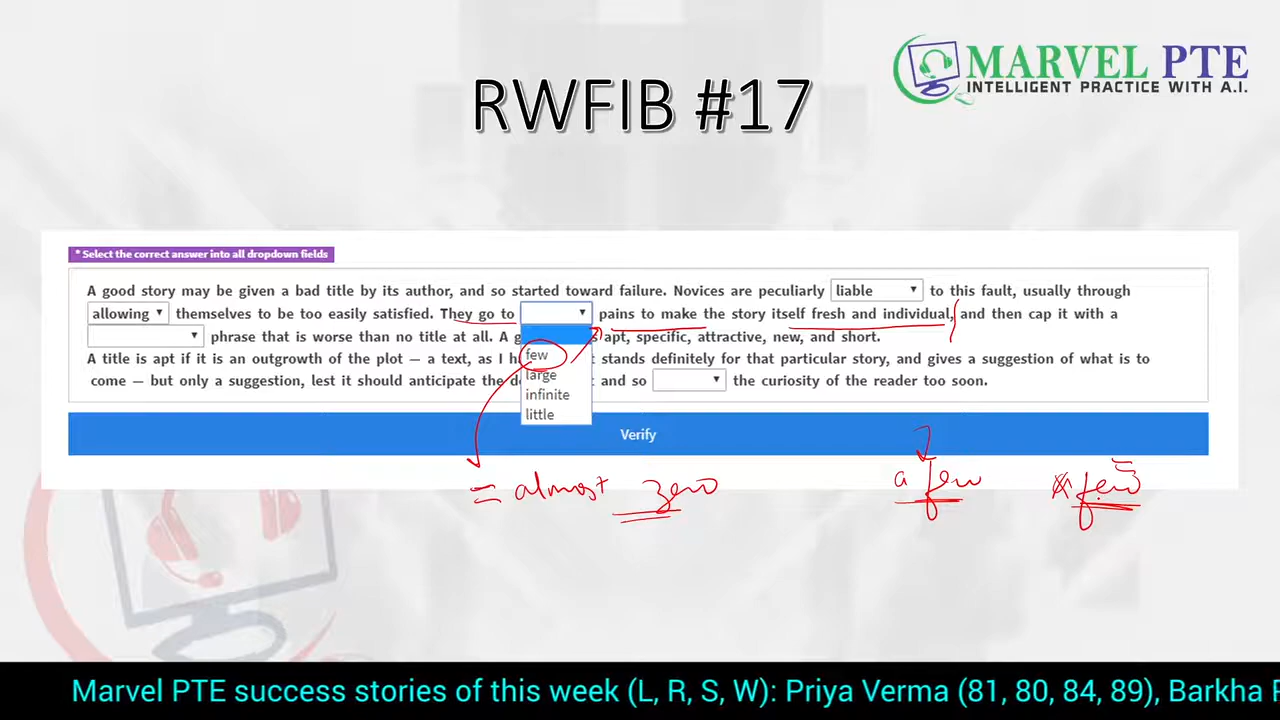 MARVEL PTE
INTELLIGENT PRACTICE WITH A.I.
RWFIB #17
* Select the correct answer into all dropdown fields
A good story may be given a bad title by its author, and so started toward failure. Novices are peculiarly liable to this fault, usually through
allowing themselves to be too easily satisfied. They go to pains to make the story itself fresh and individual, and then cap it with a
phrase that is worse than no title at all. A g apt, specific, attractive, new, and short.
A title is apt if it is an outgrowth of the plot — a text, as I h t stands definitely for that particular story, and gives a suggestion of what is to
come — but only a suggestion, lest it should anticipate the d t and so the curiosity of the reader too soon.
few
large
infinite
little
Verify
= almost zero
a few
few
Marvel PTE success stories of this week (L, R, S, W): Priya Verma (81, 80, 84, 89), Barkha